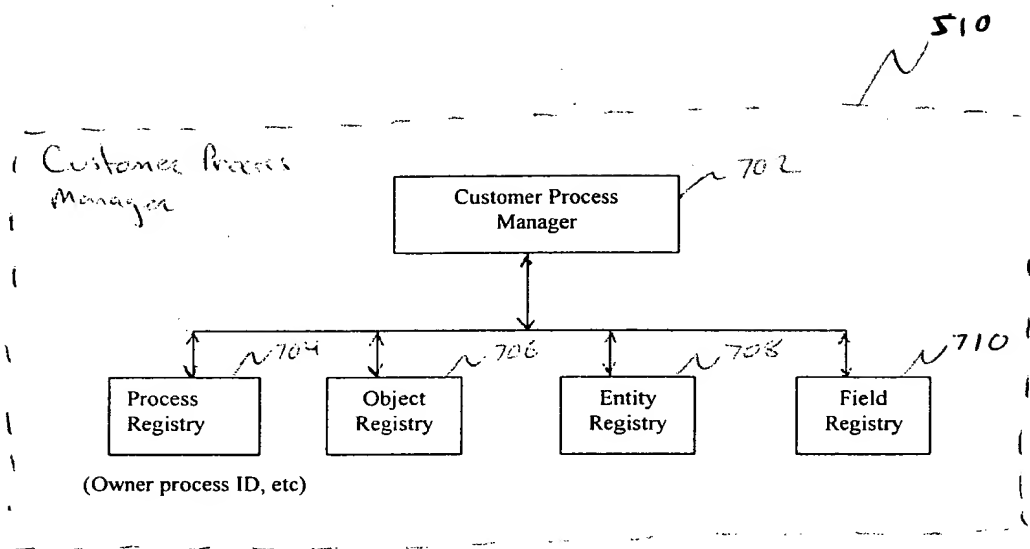 510
Customer Process
Manager
702
Customer Process
Manager
704
706
708
710
Process
Registry
Object
Registry
Entity
Registry
Field
Registry
(Owner process ID, etc)